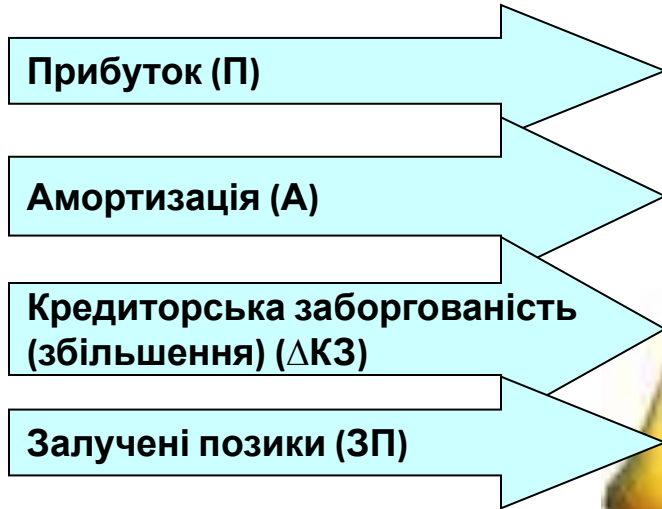 Прибуток (П)
Амортизація (А)
Кредиторська заборгованість
(збільшення) (∆КЗ)
Залучені позики (ЗП)